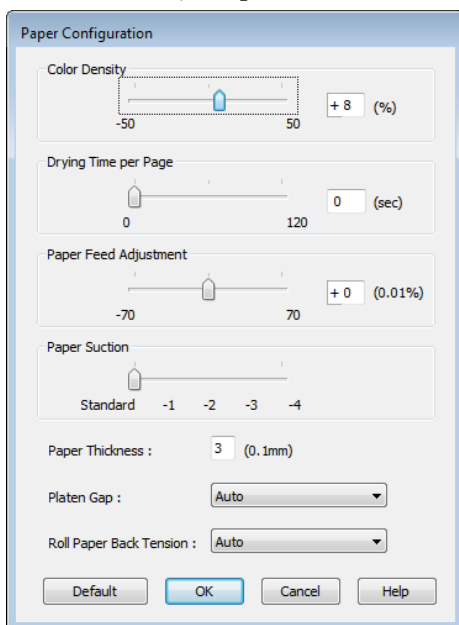 Paper Configuration
Color Density
-50 50
+ 8 (%)
Drying Time per Page
0 120
0 (sec)
Paper Feed Adjustment
-70 70
+ 0 (0.01%)
Paper Suction
Standard -1 -2 -3 -4
Paper Thickness : 3 (0.1mm)
Platen Gap : Auto
Roll Paper Back Tension : Auto
Default OK Cancel Help